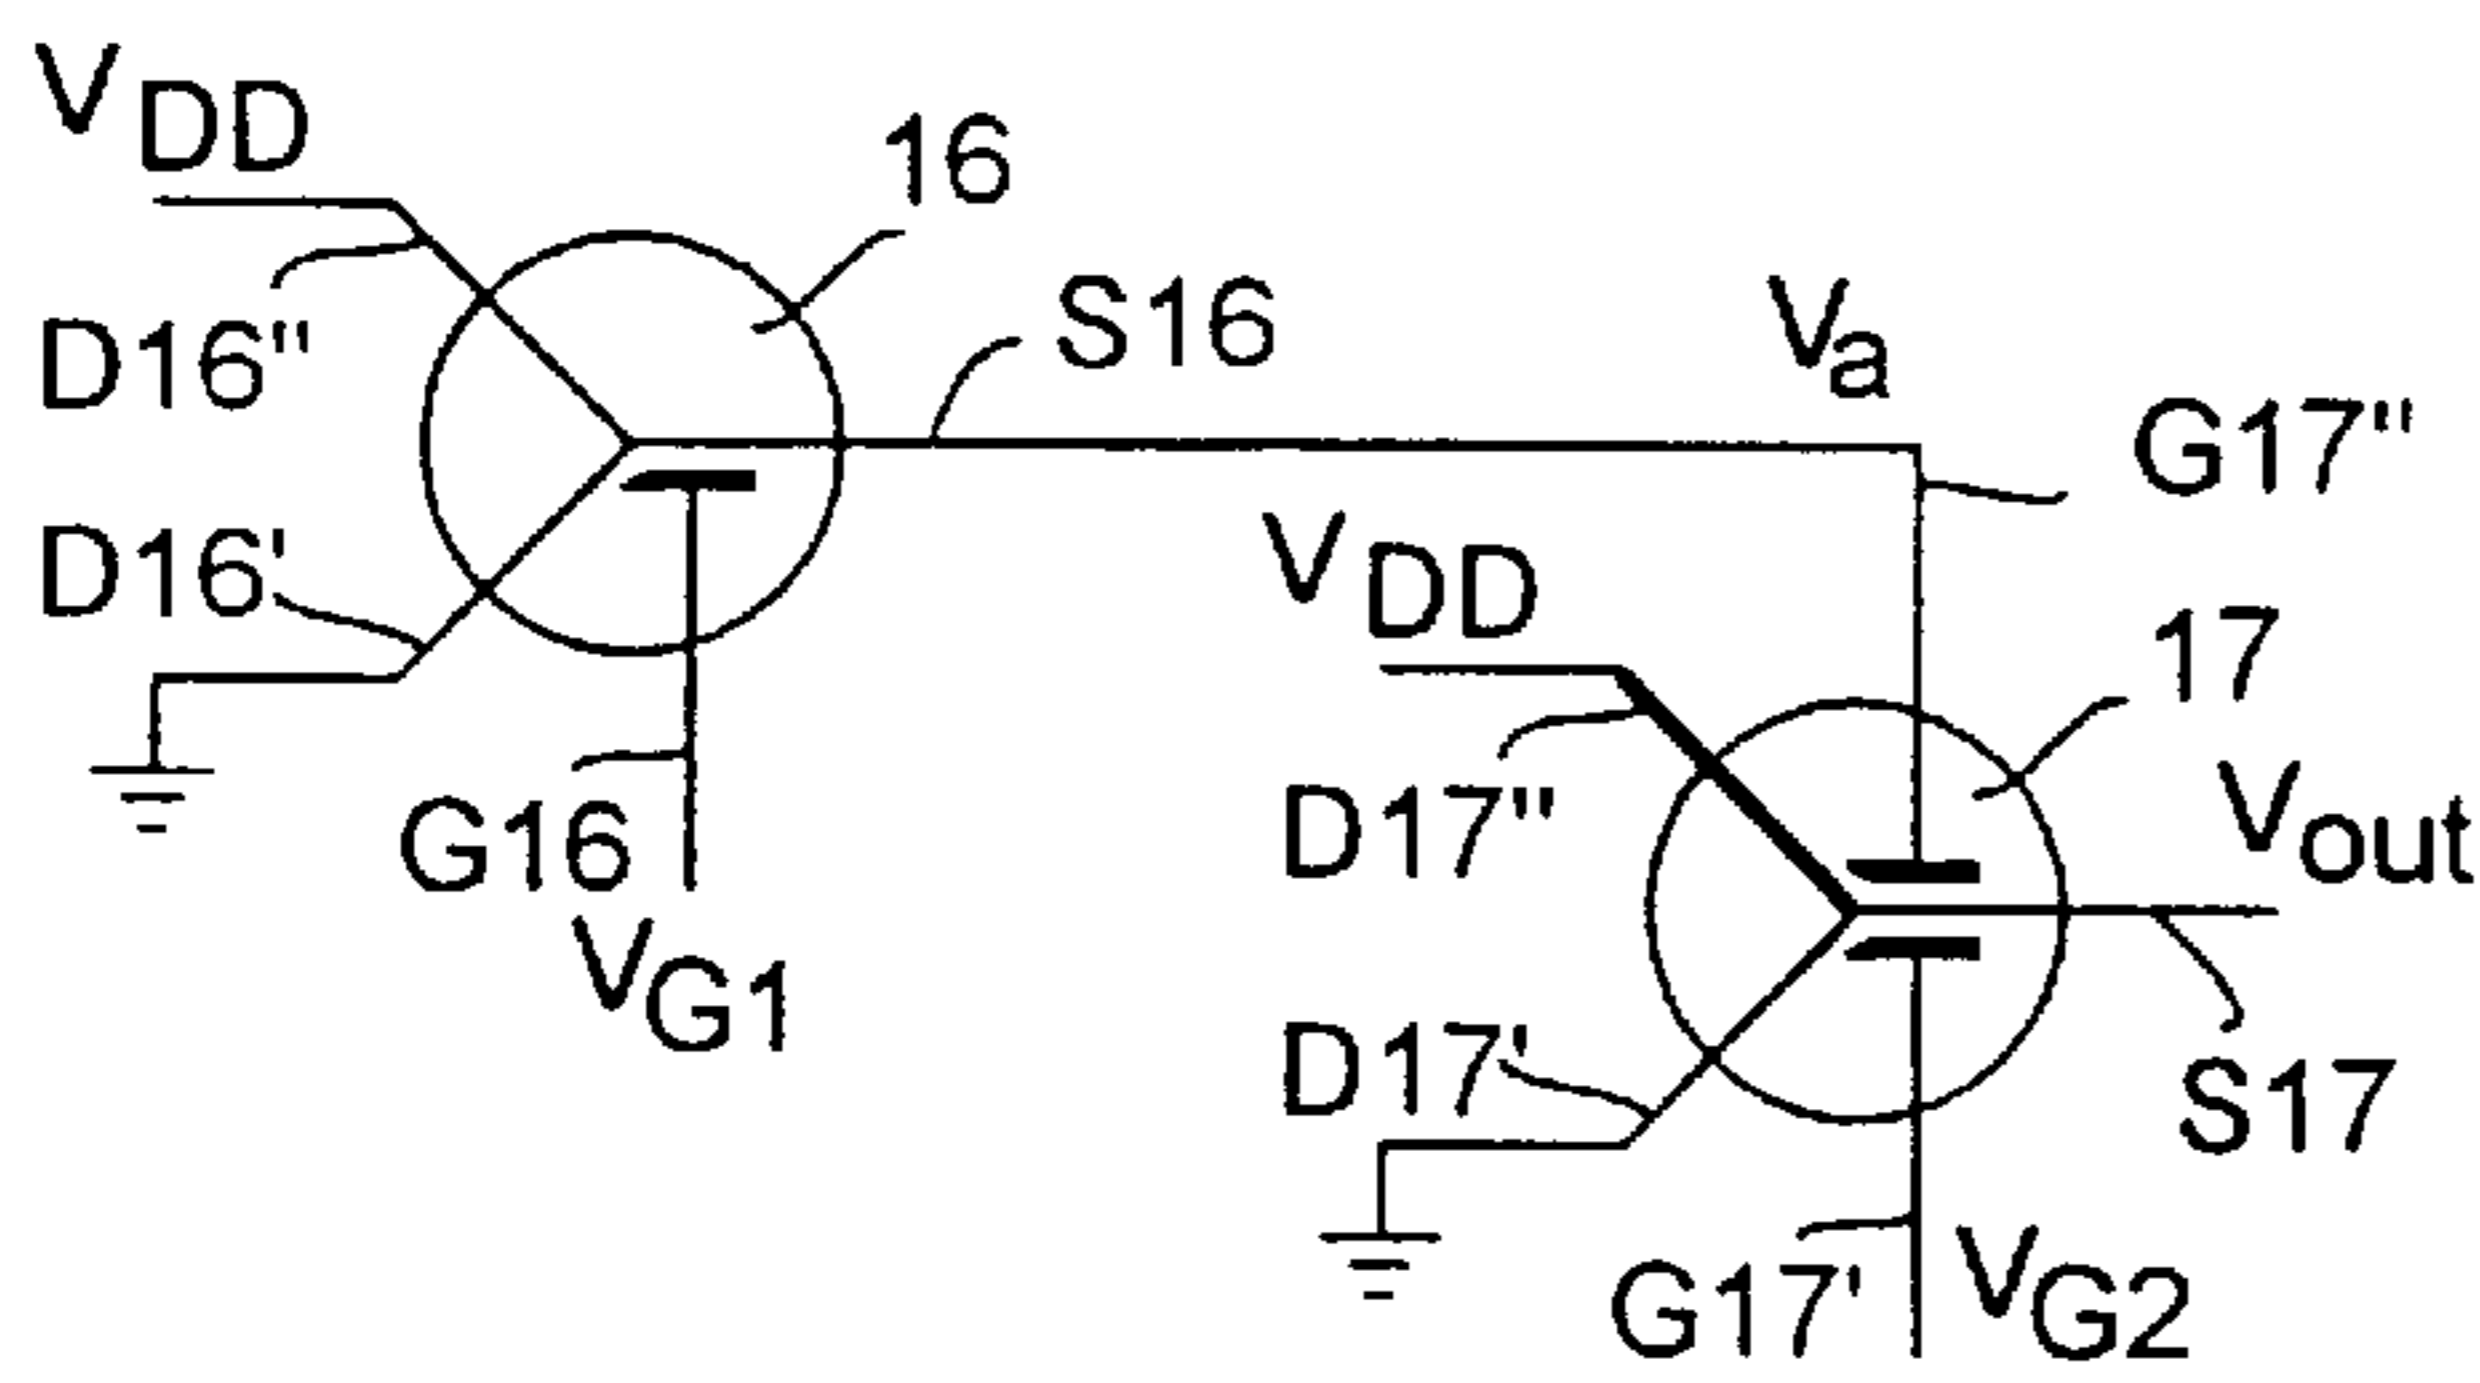 VDD
16
S16
Va
D16"
G17"
D16'
VDD
17
G16
D17"
Vout
VG1
D17'
S17
G17'
VG2